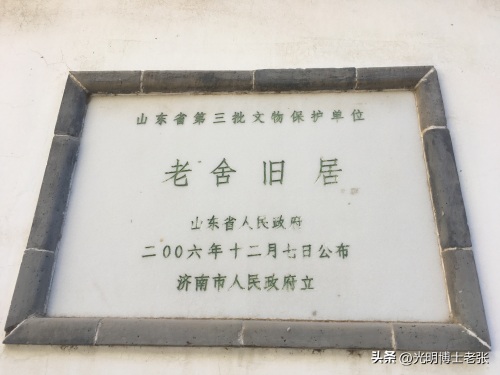 山东省第三批文物保护单位
老舍旧居
山东省人民政府
二00六年十二月七日公布
济南市人民政府立
头条 @光明博士老张